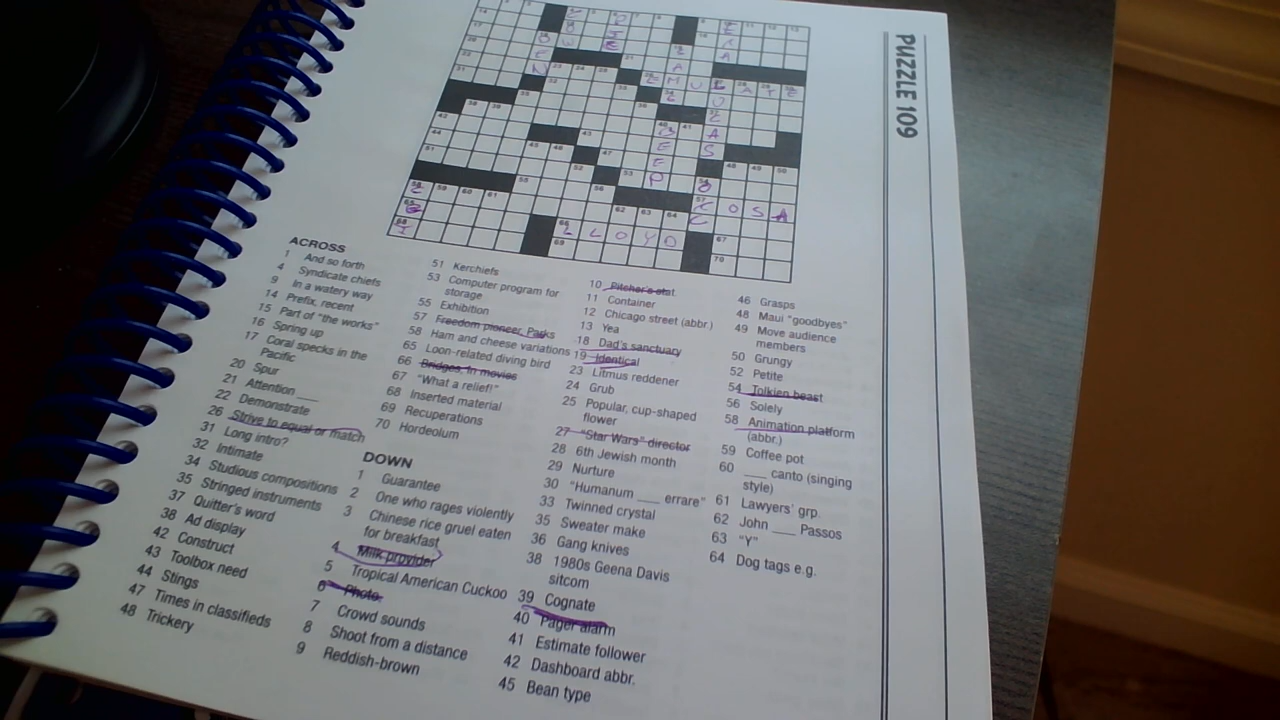 PUZZLE 109
ACROSS
1 And so forth
4 Syndicate chiefs
9 In a watery way
14 Prefix, recent
15 Part of "the works"
16 Spring up
17 Coral specks in the
Pacific
20 Spur
21 Attention ___
22 Demonstrate
26 Strive to equal or match
31 Long intro?
32 Intimate
34 Studious compositions
35 Stringed instruments
37 Quitter's word
38 Ad display
42 Construct
43 Toolbox need
44 Stings
47 Times in classifieds
48 Trickery
51 Kerchiefs
53 Computer program for
storage
55 Exhibition
57 Freedom pioneer, Parks
58 Ham and cheese variations
65 Loon-related diving bird
66 Bridges, in movies
67 "What a relief!"
68 Inserted material
69 Recuperations
70 Hordeolum
DOWN
1 Guarantee
2 One who rages violently
3 Chinese rice gruel eaten
for breakfast
4 Milk provider
5 Tropical American Cuckoo
6 Photo
7 Crowd sounds
8 Shoot from a distance
9 Reddish-brown
10 Pitcher's stat.
11 Container
12 Chicago street (abbr.)
13 Yea
18 Dad's sanctuary
19 Identical
23 Litmus reddener
24 Grub
25 Popular, cup-shaped
flower
27 "Star Wars" director
28 6th Jewish month
29 Nurture
30 "Humanum ___ errare"
33 Twinned crystal
35 Sweater make
36 Gang knives
38 1980s Geena Davis
sitcom
39 Cognate
40 Pager alarm
41 Estimate follower
42 Dashboard abbr.
45 Bean type
46 Grasps
48 Maui "goodbyes"
49 Move audience
members
50 Grungy
52 Petite
54 Tolkien beast
56 Solely
58 Animation platform
(abbr.)
59 Coffee pot
60 ___ canto (singing
style)
61 Lawyers' grp.
62 John ___ Passos
63 "Y"
64 Dog tags e.g.